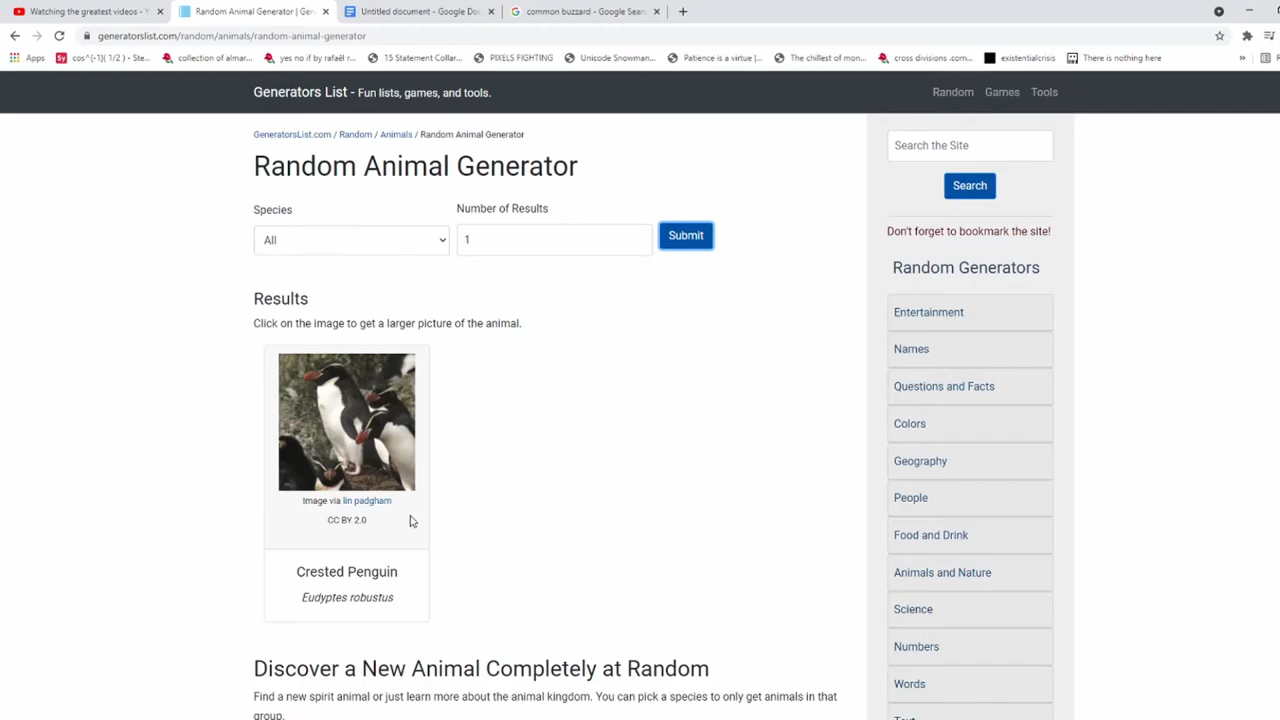 Watching the greatest videos - Y
Random Animal Generator | Gen
Untitled document - Google Do
common buzzard - Google Sear
generatorslist.com/random/animals/random-animal-generator
Apps
Sy cos^{-1}( 1/2 ) - Ste...
collection of almar...
yes no if by rafaël r...
15 Statement Collar...
PIXELS FIGHTING
Unicode Snowman...
Patience is a virtue |...
The chillest of mon...
cross divisions .com...
existentialcrisis
There is nothing here
Generators List - Fun lists, games, and tools.
Random
Games
Tools
GeneratorsList.com / Random / Animals / Random Animal Generator
Random Animal Generator
Species
Number of Results
All
1
Submit
Results
Click on the image to get a larger picture of the animal.
Image via lin padgham
CC BY 2.0
Crested Penguin
Eudyptes robustus
Discover a New Animal Completely at Random
Find a new spirit animal or just learn more about the animal kingdom. You can pick a species to only get animals in that
group.
Search the Site
Search
Don't forget to bookmark the site!
Random Generators
Entertainment
Names
Questions and Facts
Colors
Geography
People
Food and Drink
Animals and Nature
Science
Numbers
Words